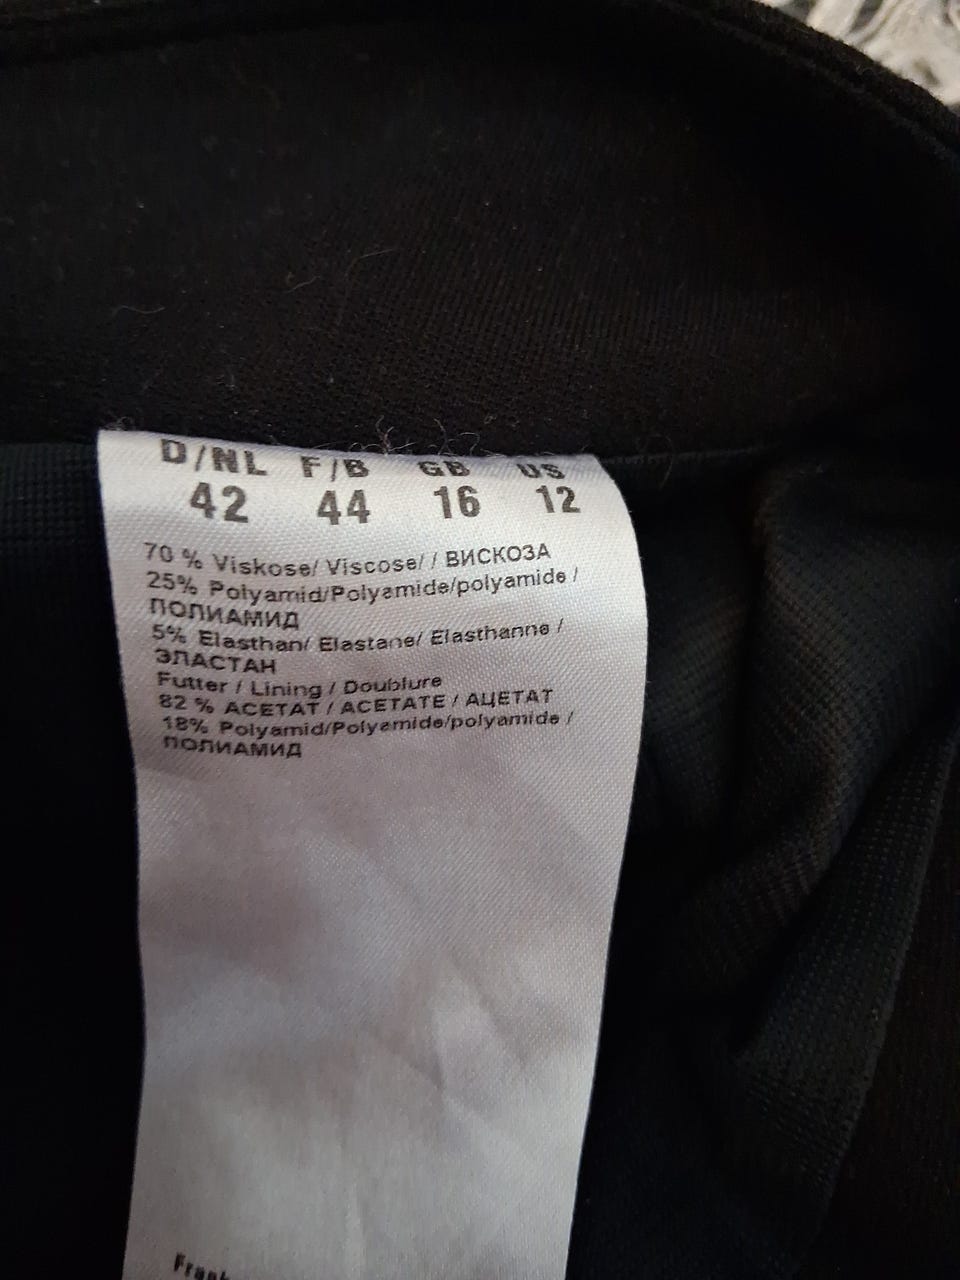 D/NL F/B GB US
42 44 16 12
70 % Viskose/ Viscose/ / ВИСКОЗА
25% Polyamid/Polyamide/polyamide /
ПОЛИАМИД
5% Elasthan/ Elastane/ Elasthanne /
ЭЛАСТАН
Futter / Lining / Doublure
82 % ACETAT / ACETATE / АЦЕТАТ
18% Polyamid/Polyamide/polyamide /
ПОЛИАМИД